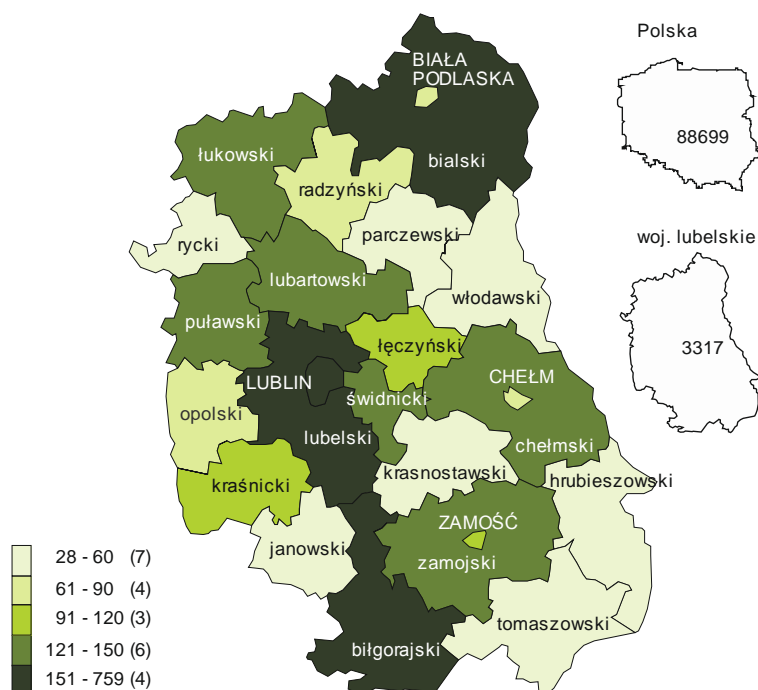 Polska
88699
woj. lubelskie
3317
BIAŁA
PODLASKA
bialski
łukowski
radzyński
rycki
parczewski
lubartowski
włodawski
puławski
łęczyński
LUBLIN
świdnicki
CHEŁM
opolski
lubelski
chełmski
krasnostawski
hrubieszowski
kraśnicki
ZAMOŚĆ
janowski
zamojski
tomaszowski
biłgorajski
28 - 60 (7)
61 - 90 (4)
91 - 120 (3)
121 - 150 (6)
151 - 759 (4)